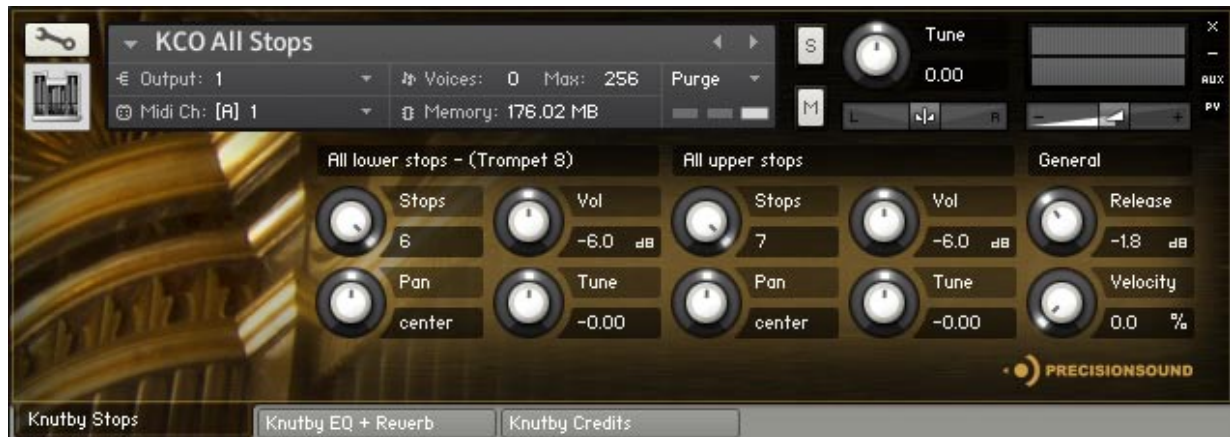 KCO All Stops
Output: 1
Voices: 0 Max: 256
Purge
Midi Ch: [A] 1
Memory: 176.02 MB
S
M
Tune
0.00
L
R
-
+
×
-
AUX
PV
All lower stops - (Trompet 8)
All upper stops
General
Stops
Vol
Stops
Vol
Release
6
-6.0 dB
7
-6.0 dB
-1.8 dB
Pan
Tune
Pan
Tune
Velocity
center
-0.00
center
-0.00
0.0 %
PRECISIONSOUND
Knutby Stops
Knutby EQ + Reverb
Knutby Credits